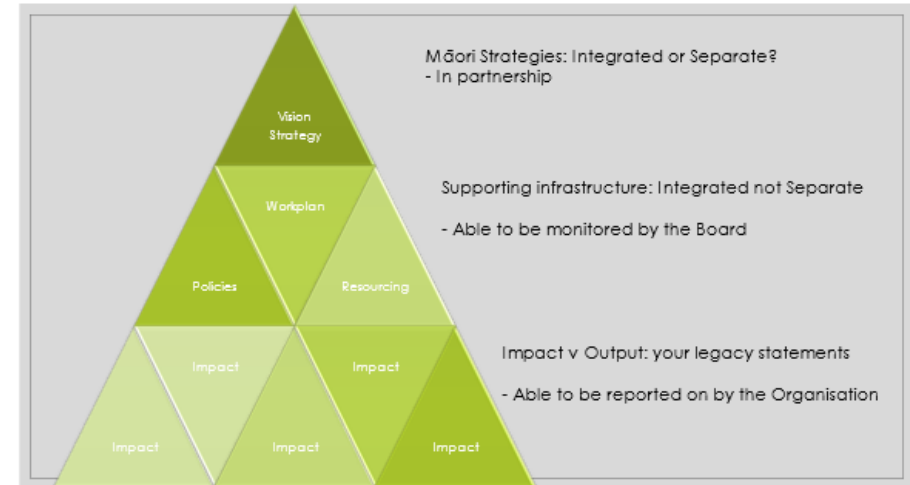 Māori Strategies: Integrated or Separate?
- In partnership
Vision
Strategy
Supporting infrastructure: Integrated not Separate
Workplan
- Able to be monitored by the Board
Policies
Resourcing
Impact v Output: your legacy statements
Impact
Impact
- Able to be reported on by the Organisation
Impact
Impact
Impact